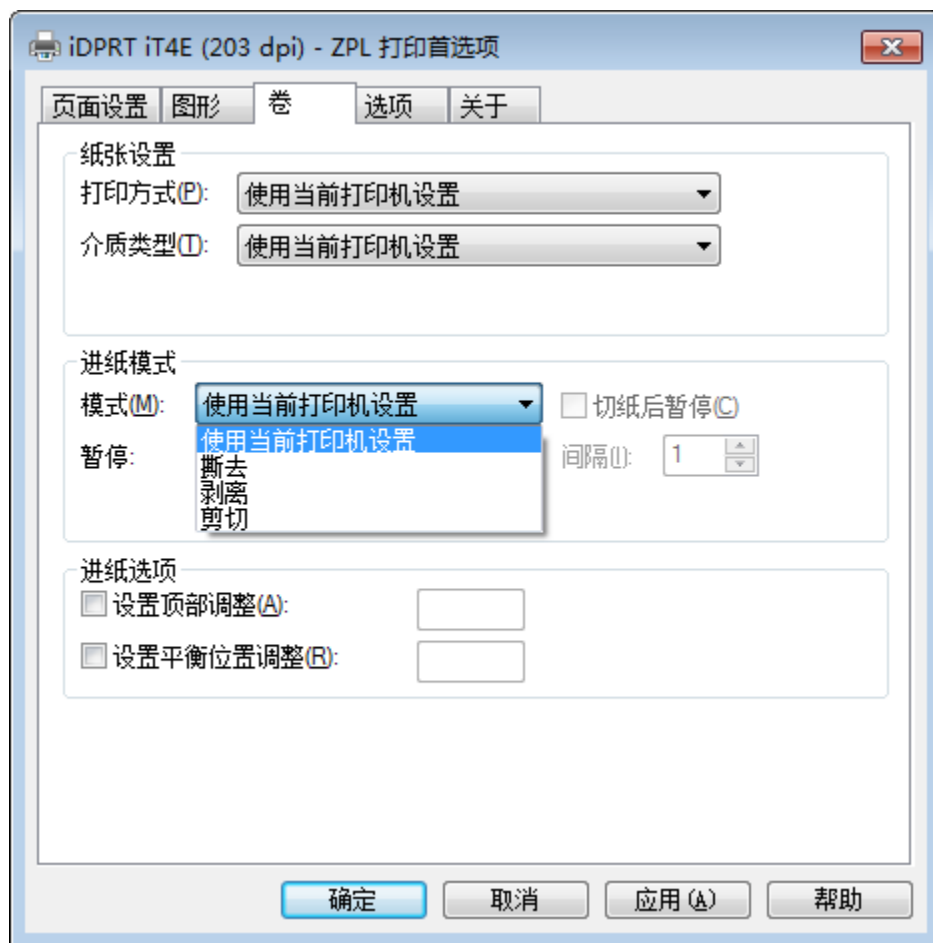 iDPRT iT4E (203 dpi) - ZPL 打印首选项
页面设置 图形 卷 选项 关于
纸张设置
打印方式(P): 使用当前打印机设置
介质类型(T): 使用当前打印机设置
进纸模式
模式(M): 使用当前打印机设置 切纸后暂停(C)
使用当前打印机设置
暂停: 撕去 间隔(I): 1
剥离
剪切
进纸选项
设置顶部调整(A):
设置平衡位置调整(R):
确定 取消 应用(A) 帮助